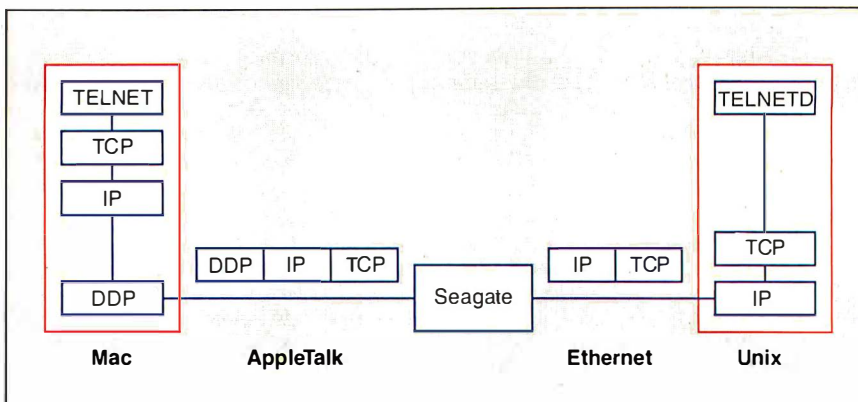 TELNET
TCP
IP
DDP
DDP IP TCP
Seagate
IP TCP
TELNETD
TCP
IP
Mac AppleTalk Ethernet Unix